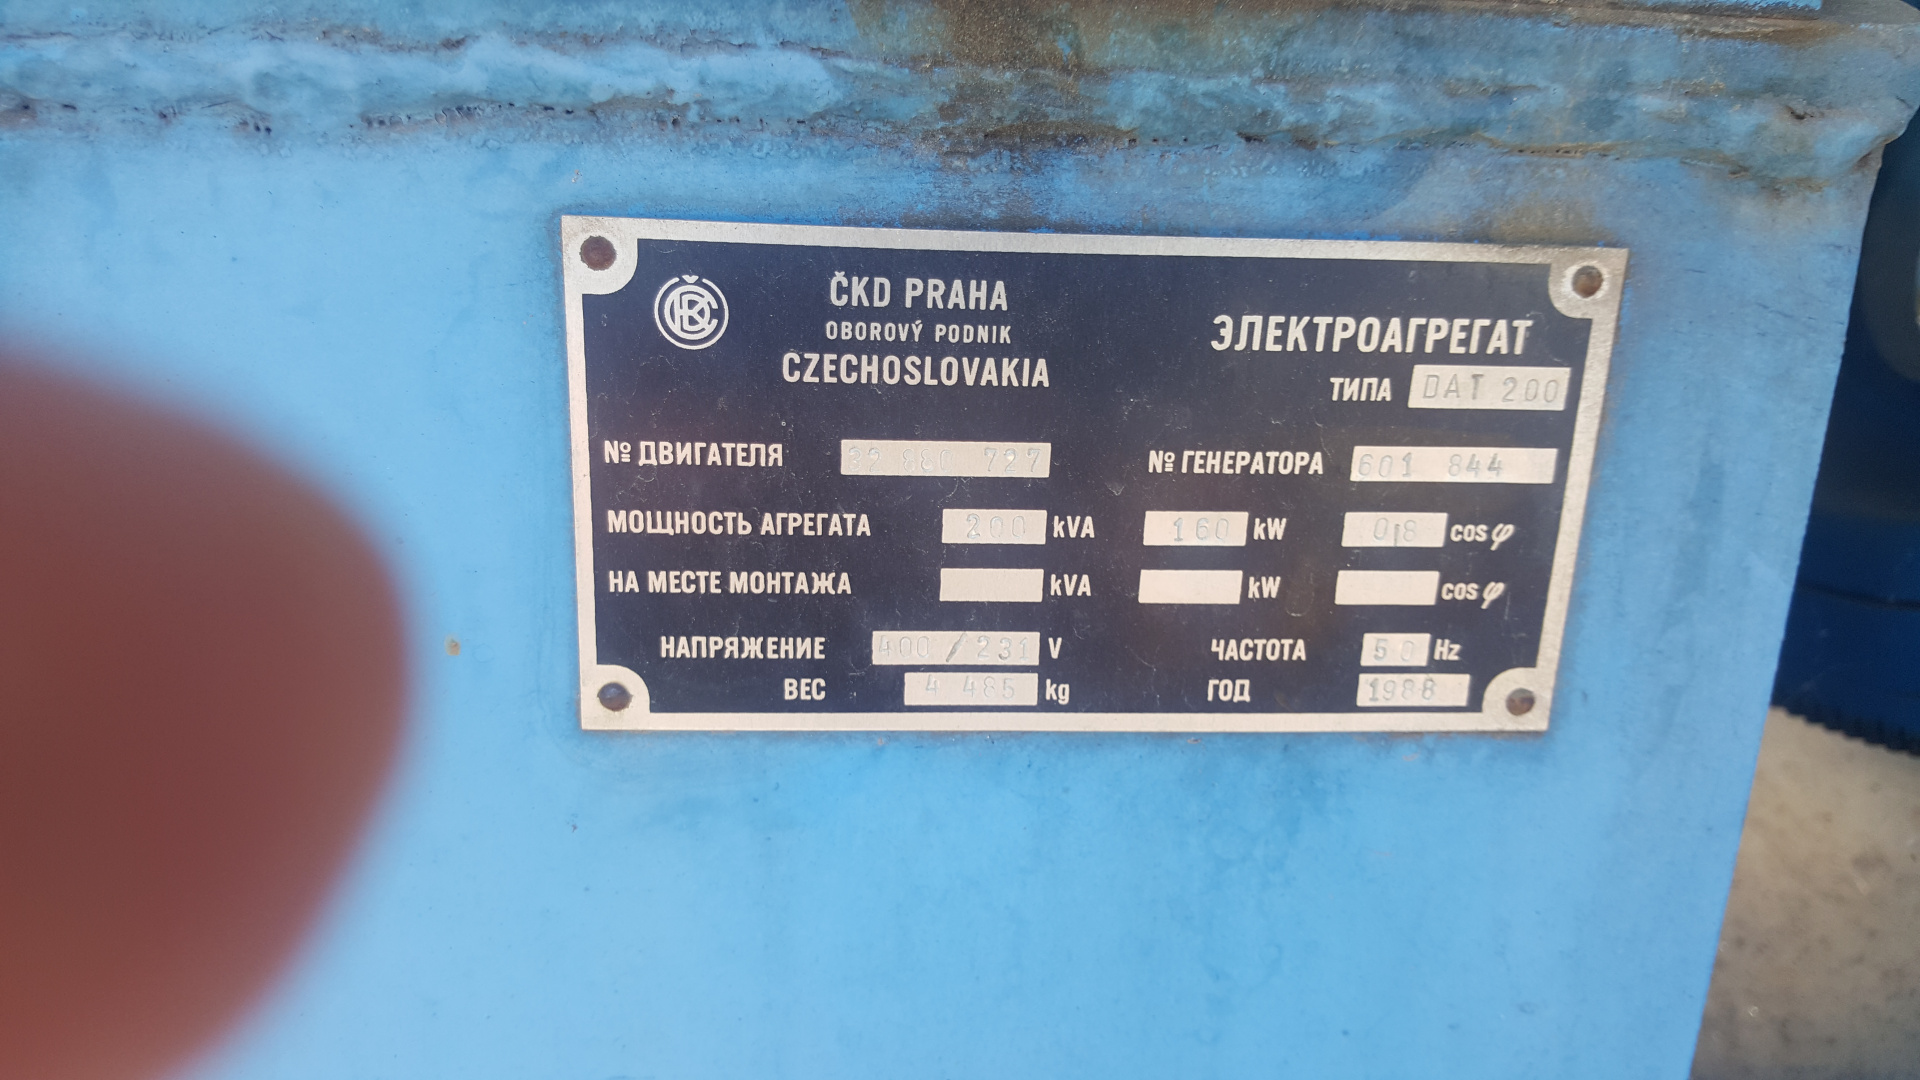 ČKD PRAHA
OBOROVÝ PODNIK
CZECHOSLOVAKIA
ЭЛЕКТРОАГРЕГАТ
ТИПА DAT 200
№ ДВИГАТЕЛЯ 727
№ ГЕНЕРАТОРА 601 844
МОЩНОСТЬ АГРЕГАТА 200 kVA 160 kW 0,8 cos φ
НА МЕСТЕ МОНТАЖА kVA kW cos φ
НАПРЯЖЕНИЕ 400/231 V ЧАСТОТА 50 Hz
ВЕС 4 485 kg ГОД 1988